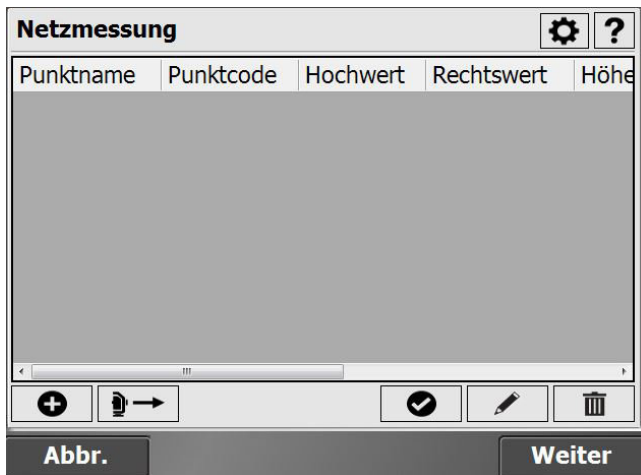 Netzmessung ?
Punktname Punktcode Hochwert Rechtswert Höhe
Abbr. Weiter